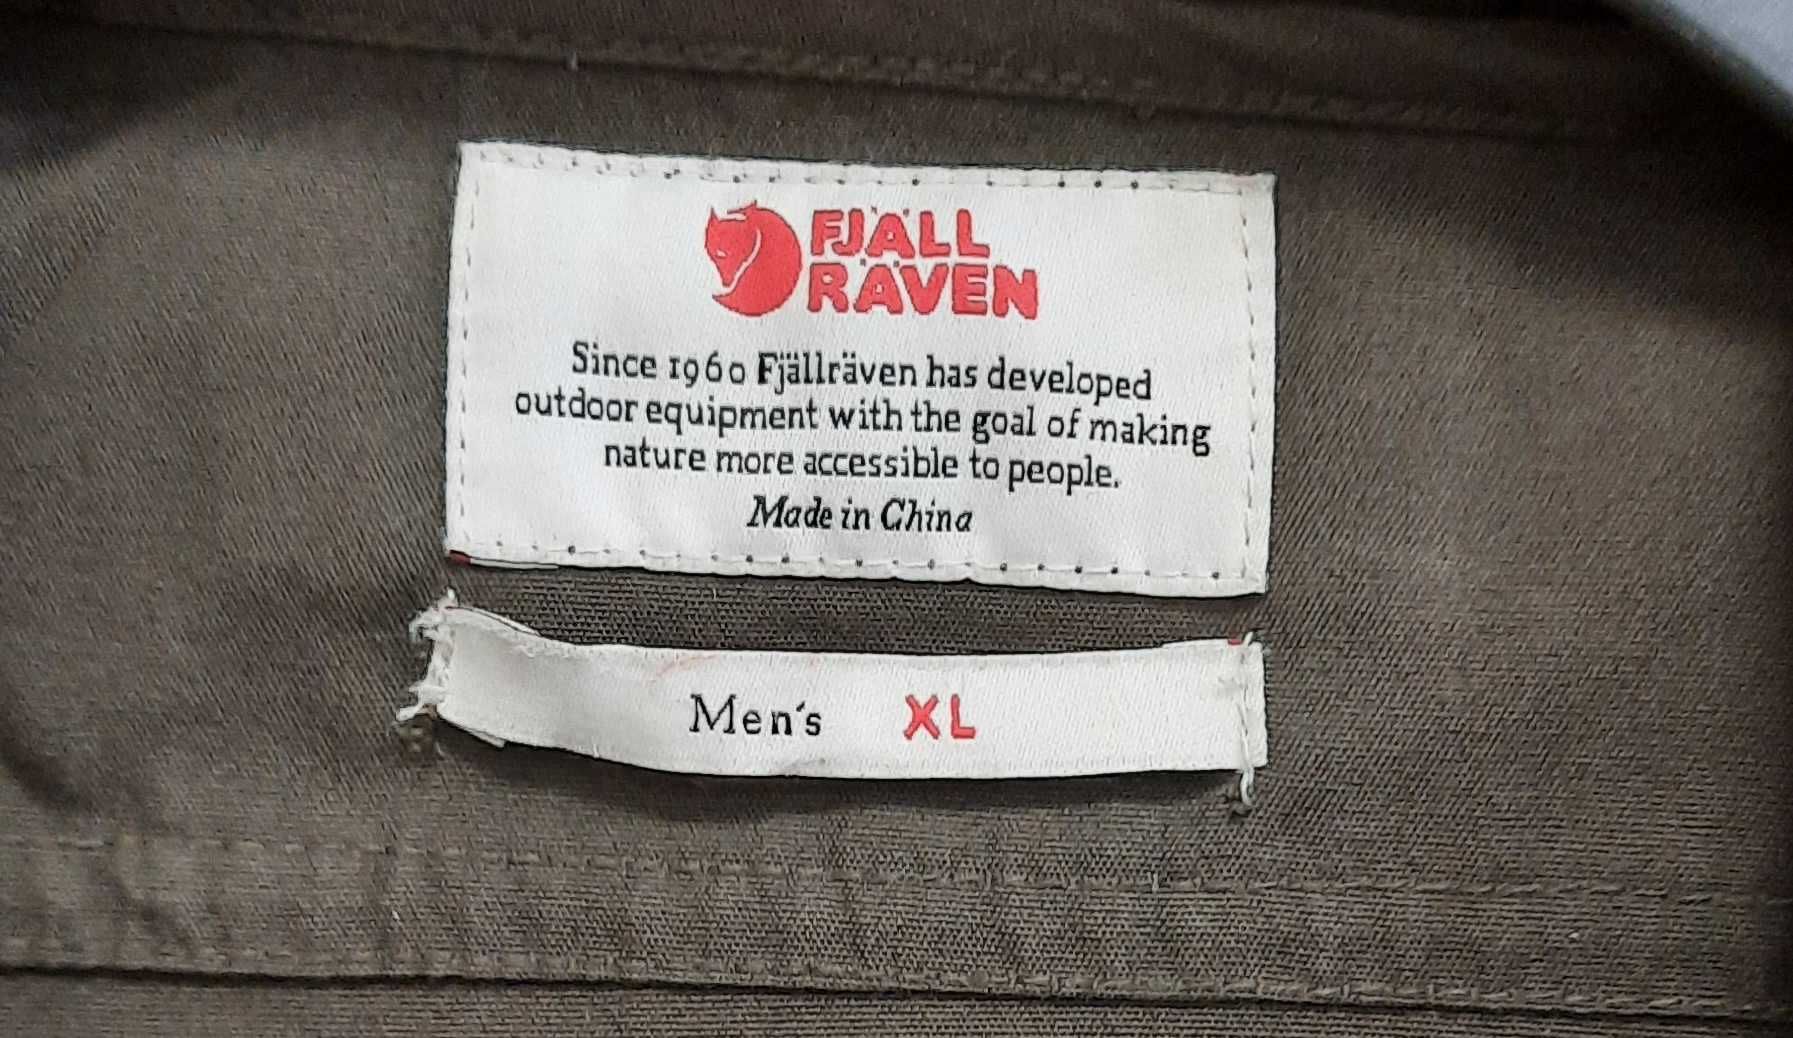 FJÄLL
RÄVEN
Since 1960 Fjällräven has developed
outdoor equipment with the goal of making
nature more accessible to people.
Made in China
Men's XL